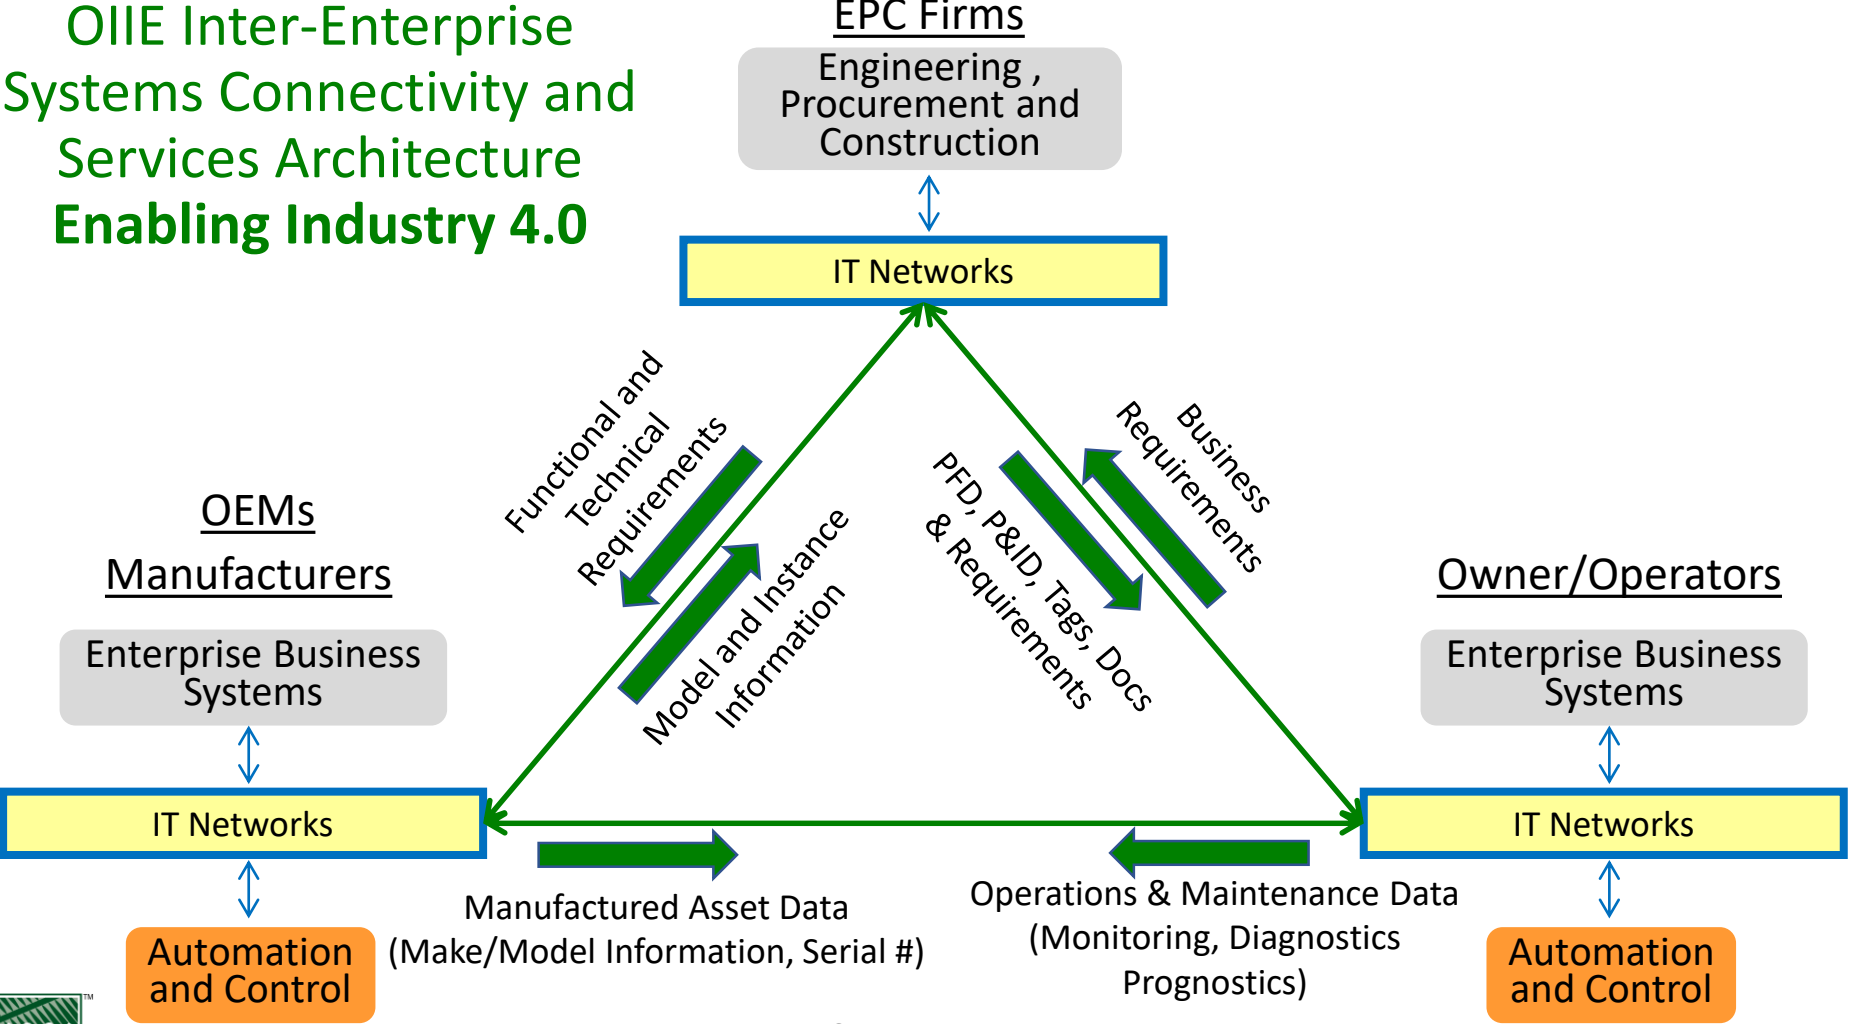 OIIE Inter-Enterprise
Systems Connectivity and
Services Architecture
Enabling Industry 4.0
EPC Firms
Engineering ,
Procurement and
Construction
IT Networks
Functional and
Technical
Requirements
Model and Instance
Information
Business
Requirements
PFD, P&ID, Tags, Docs
& Requirements
OEMs
Manufacturers
Enterprise Business
Systems
IT Networks
Automation
and Control
Owner/Operators
Enterprise Business
Systems
IT Networks
Automation
and Control
Manufactured Asset Data
(Make/Model Information, Serial #)
Operations & Maintenance Data
(Monitoring, Diagnostics
Prognostics)
TM